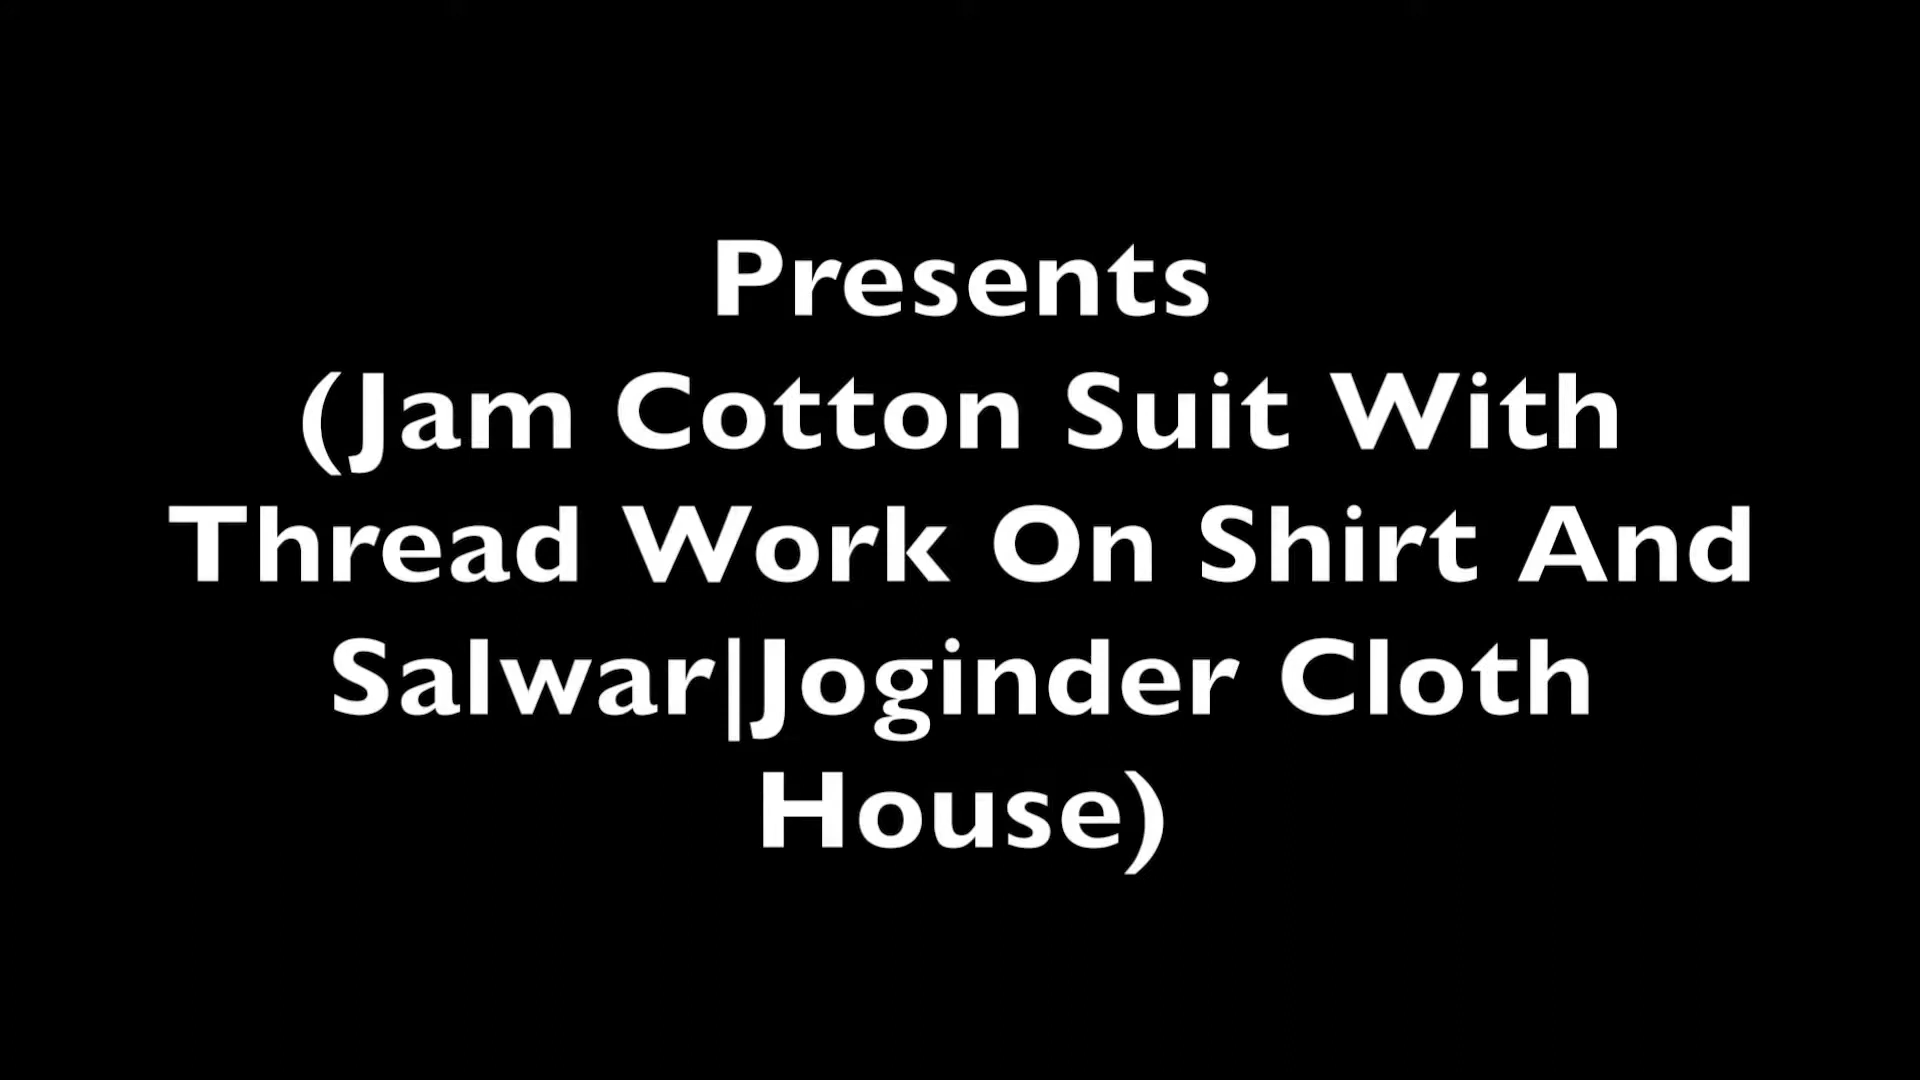 Presents
(Jam Cotton Suit With
Thread Work On Shirt And
Salwar|Joginder Cloth
House)